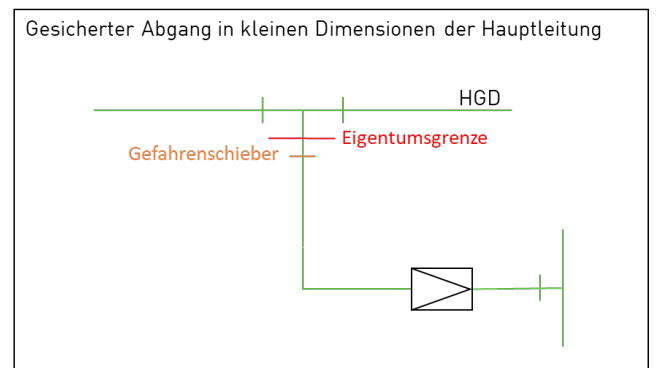 Gesicherter Abgang in kleinen Dimensionen der Hauptleitung
HGD
Eigentumsgrenze
Gefahrenschieber